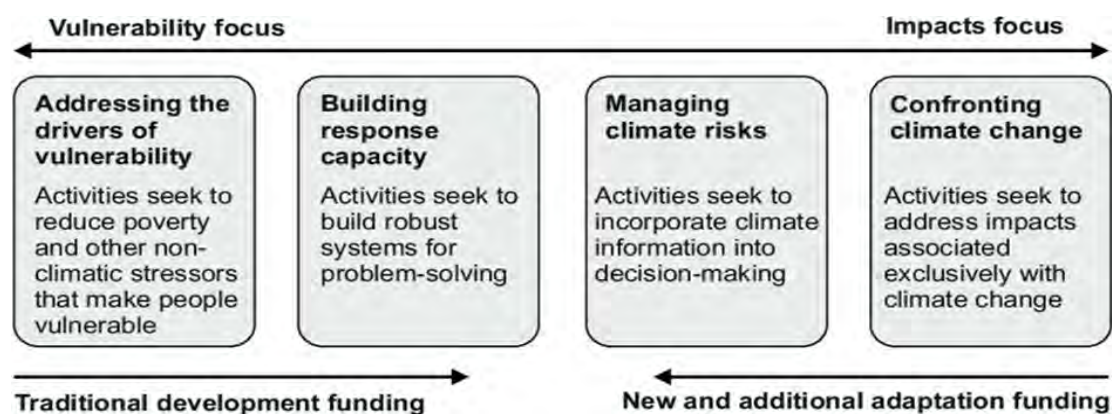 Vulnerability focus
Impacts focus
Addressing the
drivers of
vulnerability
Activities seek to
reduce poverty
and other non-
climatic stressors
that make people
vulnerable
Building
response
capacity
Activities seek to
build robust
systems for
problem-solving
Managing
climate risks
Activities seek to
incorporate climate
information into
decision-making
Confronting
climate change
Activities seek to
address impacts
associated
exclusively with
climate change
Traditional development funding
New and additional adaptation funding